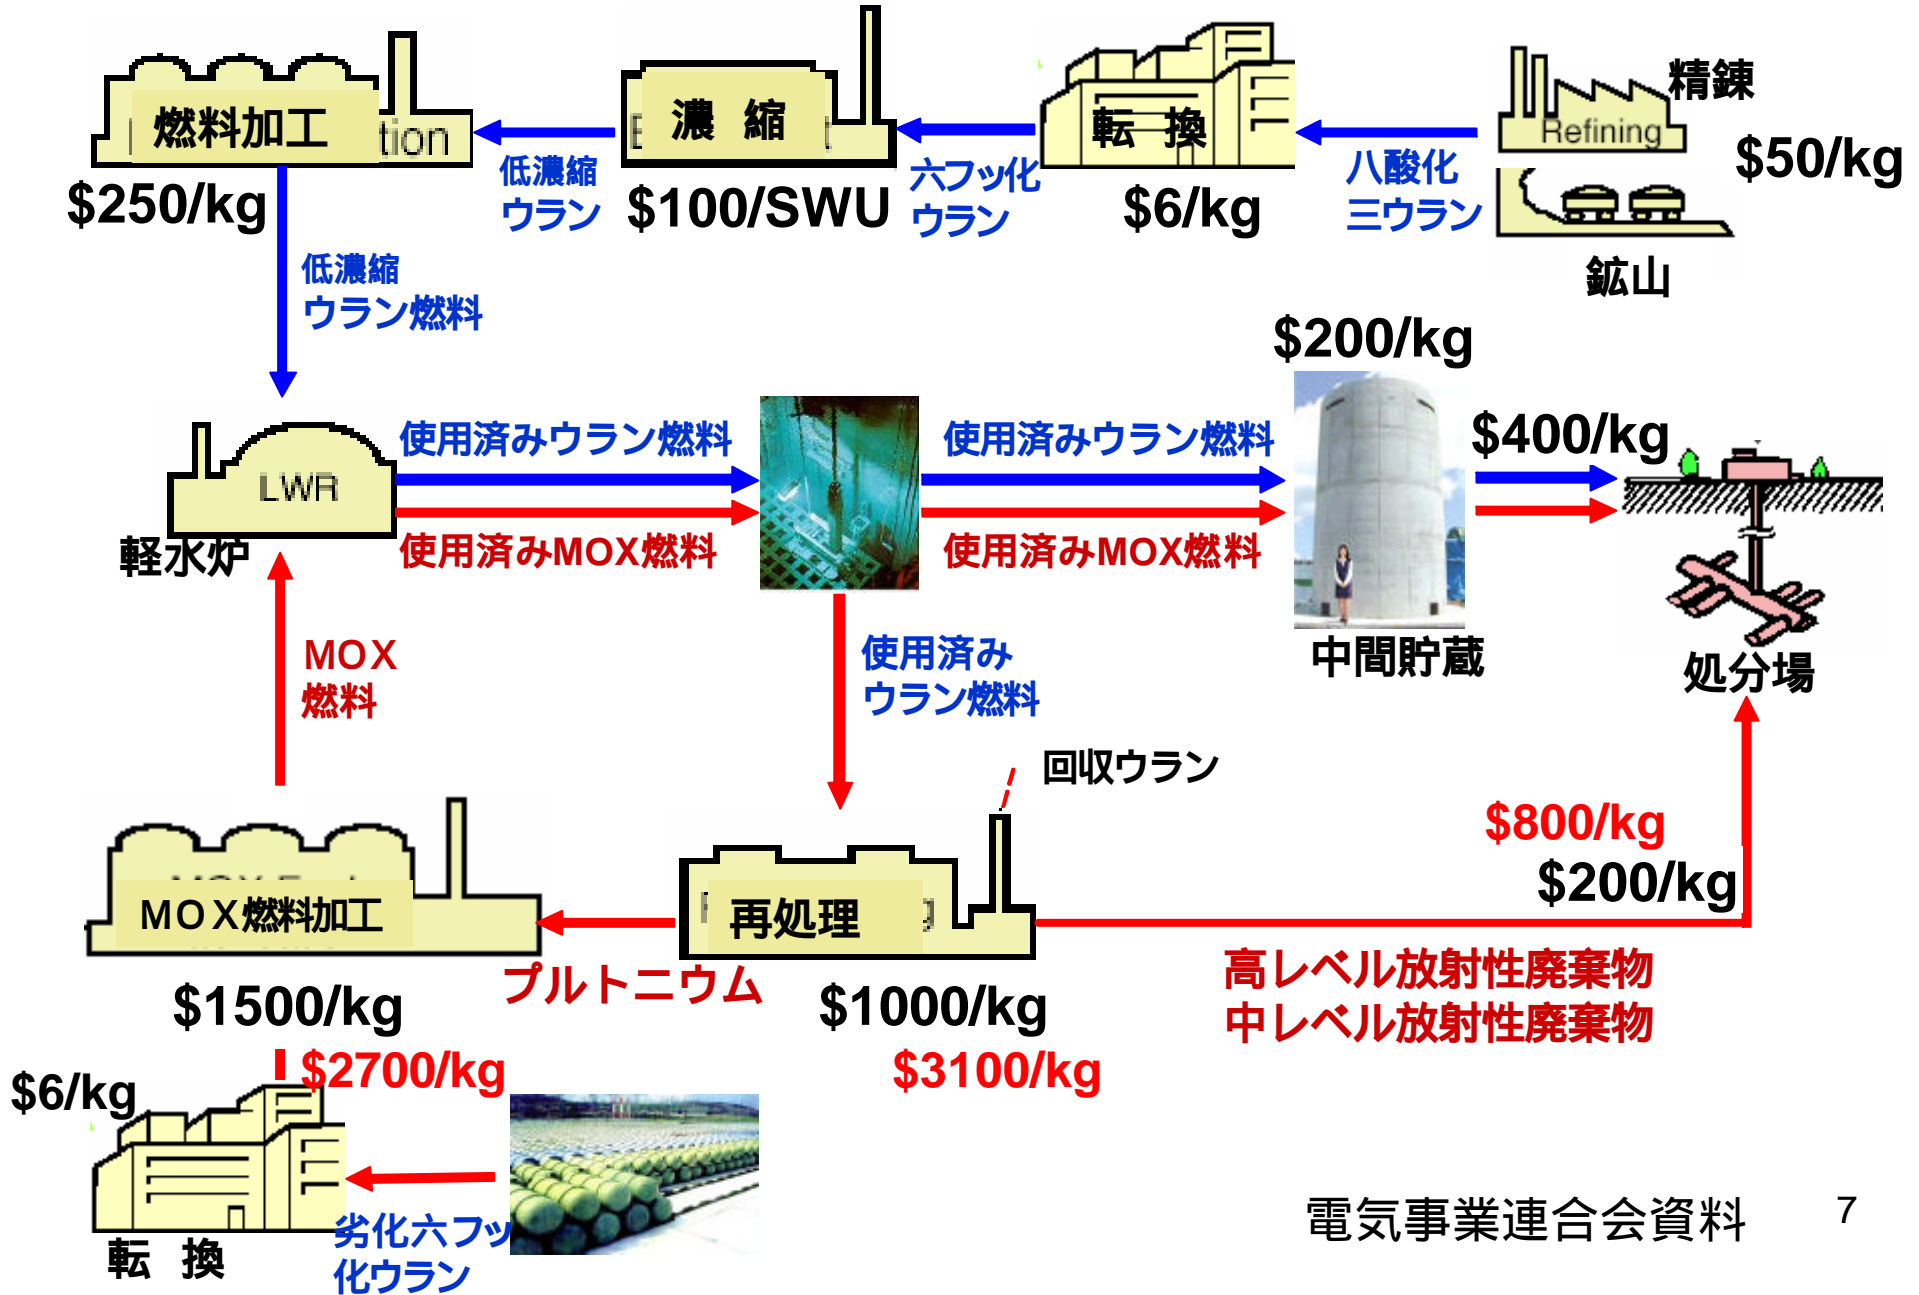 燃料加工
tion
$250/kg
低濃縮
ウラン
濃 縮
$100/SWU
六フッ化
ウラン
転 換
$6/kg
八酸化
三ウラン
精錬
Refining
$50/kg
鉱山
低濃縮
ウラン燃料
$200/kg
$400/kg
LWR
軽水炉
使用済みウラン燃料
使用済みMOX燃料
使用済みウラン燃料
使用済みMOX燃料
中間貯蔵
処分場
MOX
燃料
使用済み
ウラン燃料
回収ウラン
$800/kg
$200/kg
MOX燃料加工
再処理
プルトニウム
高レベル放射性廃棄物
中レベル放射性廃棄物
$1500/kg
$1000/kg
$2700/kg
$3100/kg
$6/kg
転 換
劣化六フッ
化ウラン
電気事業連合会資料
7